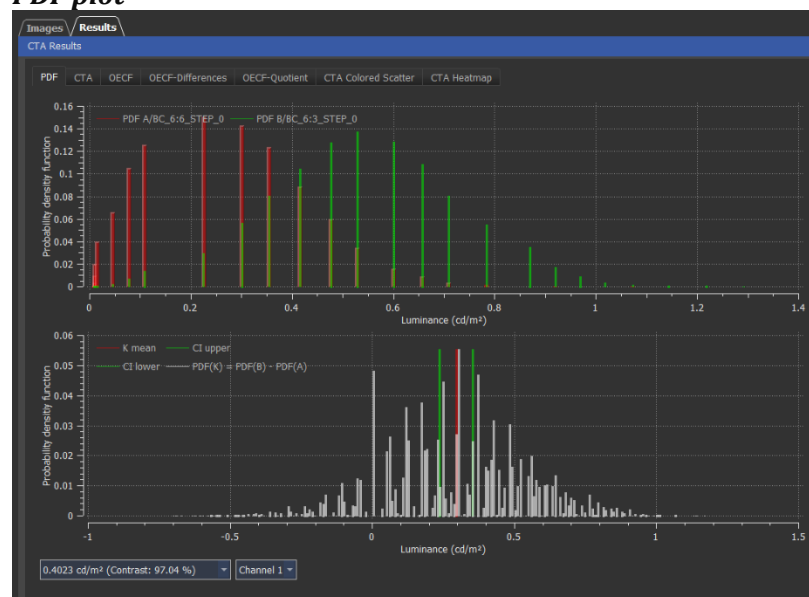 PDF plot
Images Results
CTA Results
PDF CTA OECF OECF-Differences OECF-Quotient CTA Colored Scatter CTA Heatmap
0.16
PDF A/BC_6:6_STEP_0 PDF B/BC_6:3_STEP_0
0.14
0.12
0.1
0.08
0.06
0.04
0.02
0
Probability densitiy function
0 0.2 0.4 0.6 0.8 1 1.2 1.4
Luminance (cd/m²)
0.06
K mean CI upper
CI lower PDF(K) = PDF(B) - PDF(A)
0.05
0.04
0.03
0.02
0.01
0
Probability densitiy function
-1 -0.5 0 0.5 1 1.5
Luminance (cd/m²)
0.4023 cd/m² (Contrast: 97.04 %) Channel 1